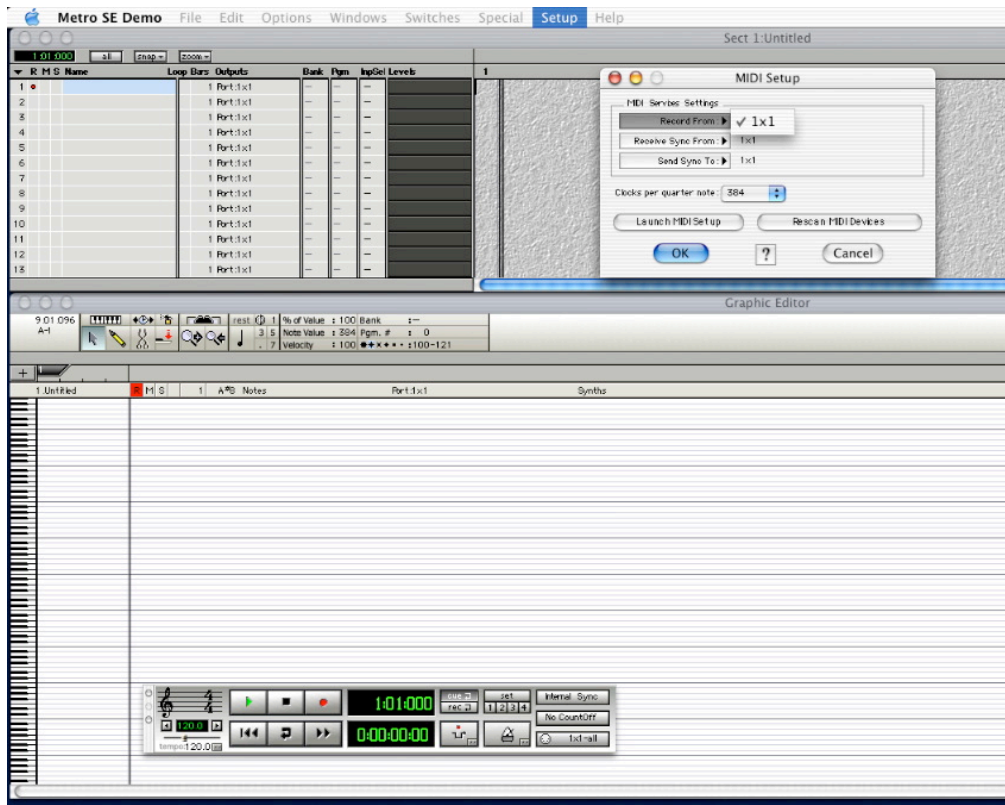 Metro SE Demo File Edit Options Windows Switches Special Setup Help
Sect 1:Untitled
1:01:000 all snap zoom
R M S Name Loop Bars Outputs Bank Pgm InpSel Levels 1
1 1 Port:1x1 – – –
2 1 Port:1x1 – – –
3 1 Port:1x1 – – –
4 1 Port:1x1 – – –
5 1 Port:1x1 – – –
6 1 Port:1x1 – – –
7 1 Port:1x1 – – –
8 1 Port:1x1 – – –
9 1 Port:1x1 – – –
10 1 Port:1x1 – – –
11 1 Port:1x1 – – –
12 1 Port:1x1 – – –
13 1 Port:1x1 – – –
MIDI Setup
MIDI Services Settings
Record From: ✓ 1x1
Receive Sync From: 1x1
Send Sync To: 1x1
Clocks per quarter note: 384
Launch MIDI Setup Rescan MIDI Devices
OK ? Cancel
Graphic Editor
9:01:096 rest 1 % of Value : 100 Bank :–
A-1 3 5 Note Value : 384 Pgm. # : 0
. 7 Velocity : 100 :100-121
+
1.Untitled R M S 1 A#B Notes Port:1x1 Synths
4
4
1:01:000 cue rec set 1 2 3 4 Internal Sync
No CountOff
120.0 0:00:00:00 1x1-all
tempo:120.0